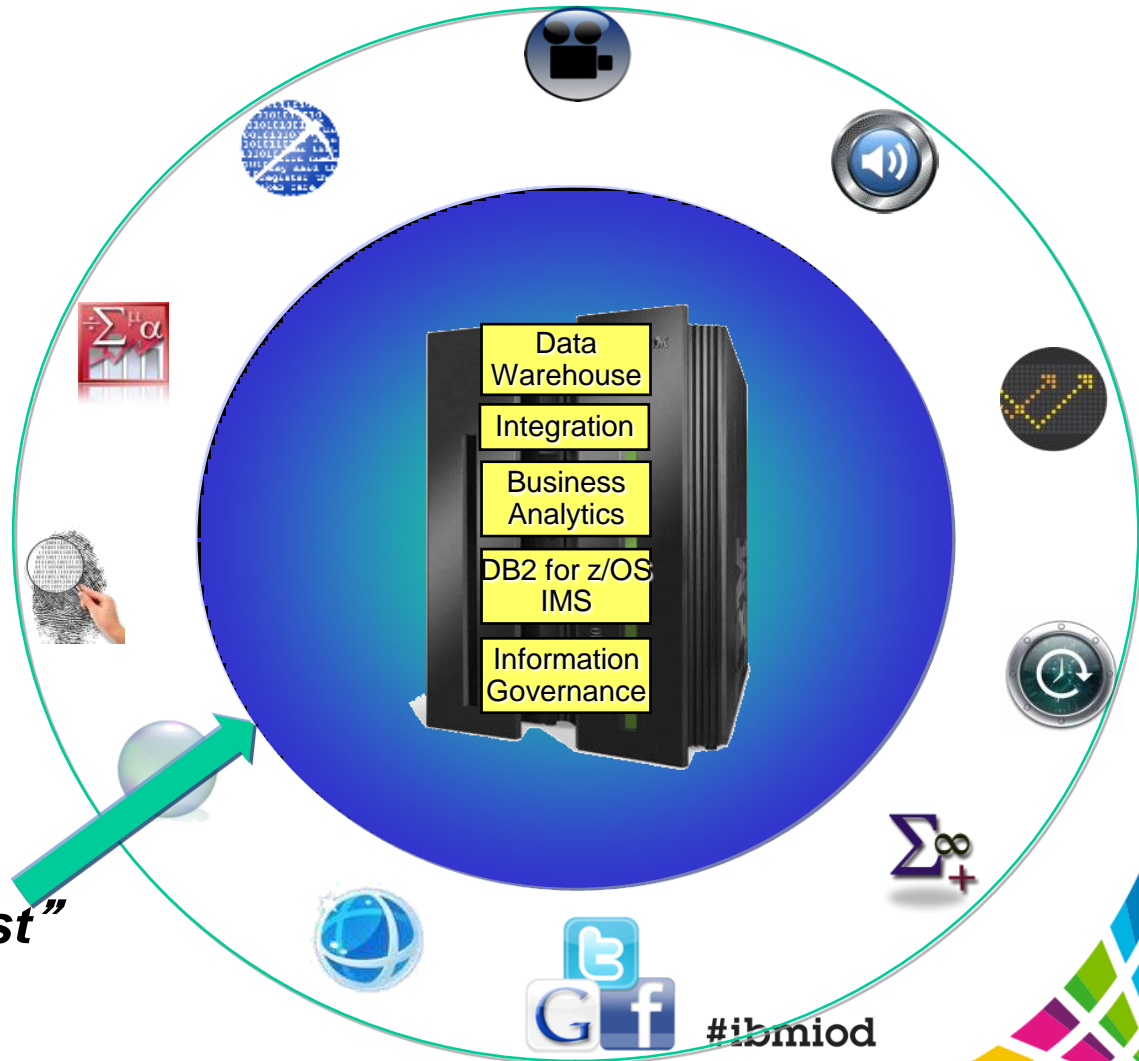 Data
Warehouse
Integration
Business
Analytics
DB2 for z/OS
IMS
Information
Governance
st”
#ibmiod